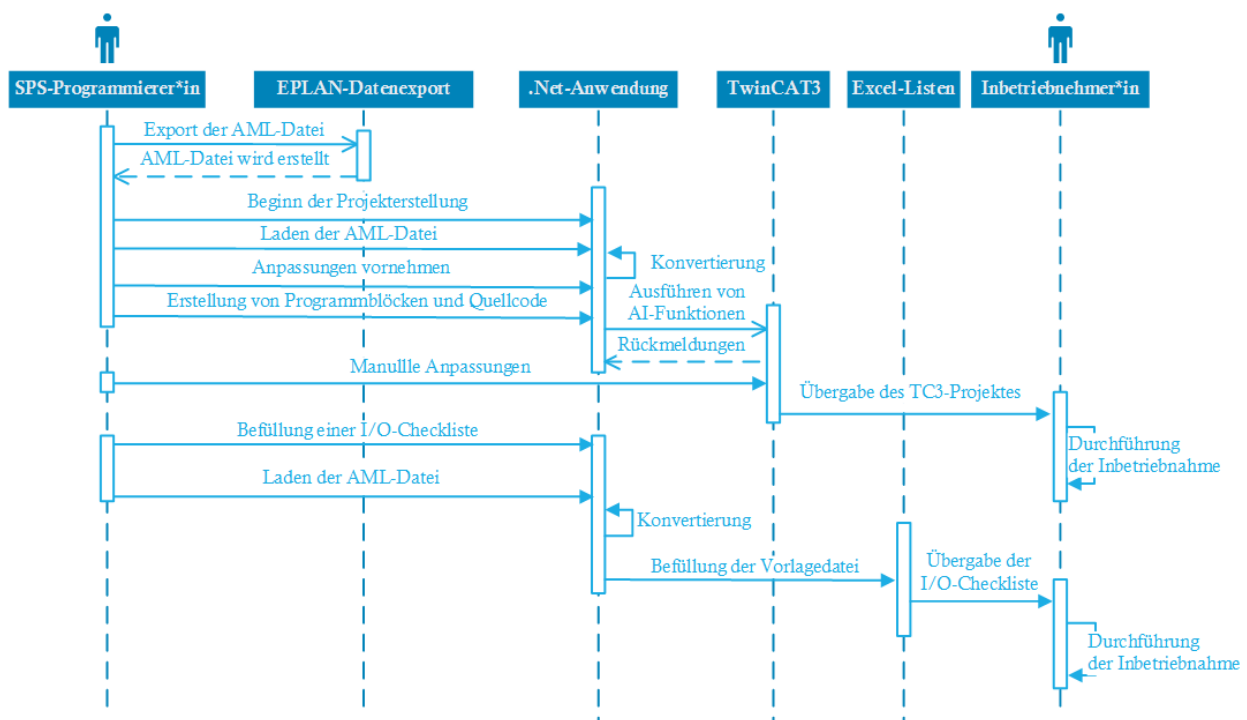 SPS-Programmierer*in
EPLAN-Datenexport
.Net-Anwendung
TwinCAT3
Excel-Listen
Inbetriebnehmer*in
Export der AML-Datei
AML-Datei wird erstellt
Beginn der Projekterstellung
Laden der AML-Datei
Konvertierung
Anpassungen vornehmen
Erstellung von Programmblöcken und Quellcode
Ausführen von
AI-Funktionen
Rückmeldungen
Manullle Anpassungen
Übergabe des TC3-Projektes
Befüllung einer I/O-Checkliste
Durchführung
der Inbetriebnahme
Laden der AML-Datei
Konvertierung
Befüllung der Vorlagedatei
Übergabe der
I/O-Checkliste
Durchführung
der Inbetriebnahme